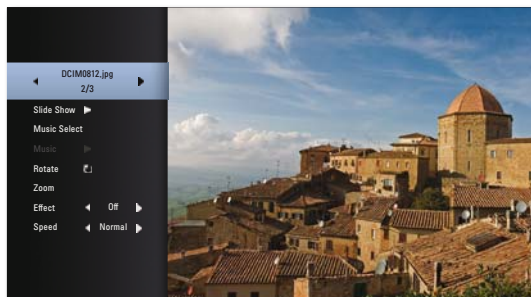 DCIM0812.jpg
2/3
Slide Show
Music Select
Music
Rotate
Zoom
Effect Off
Speed Normal